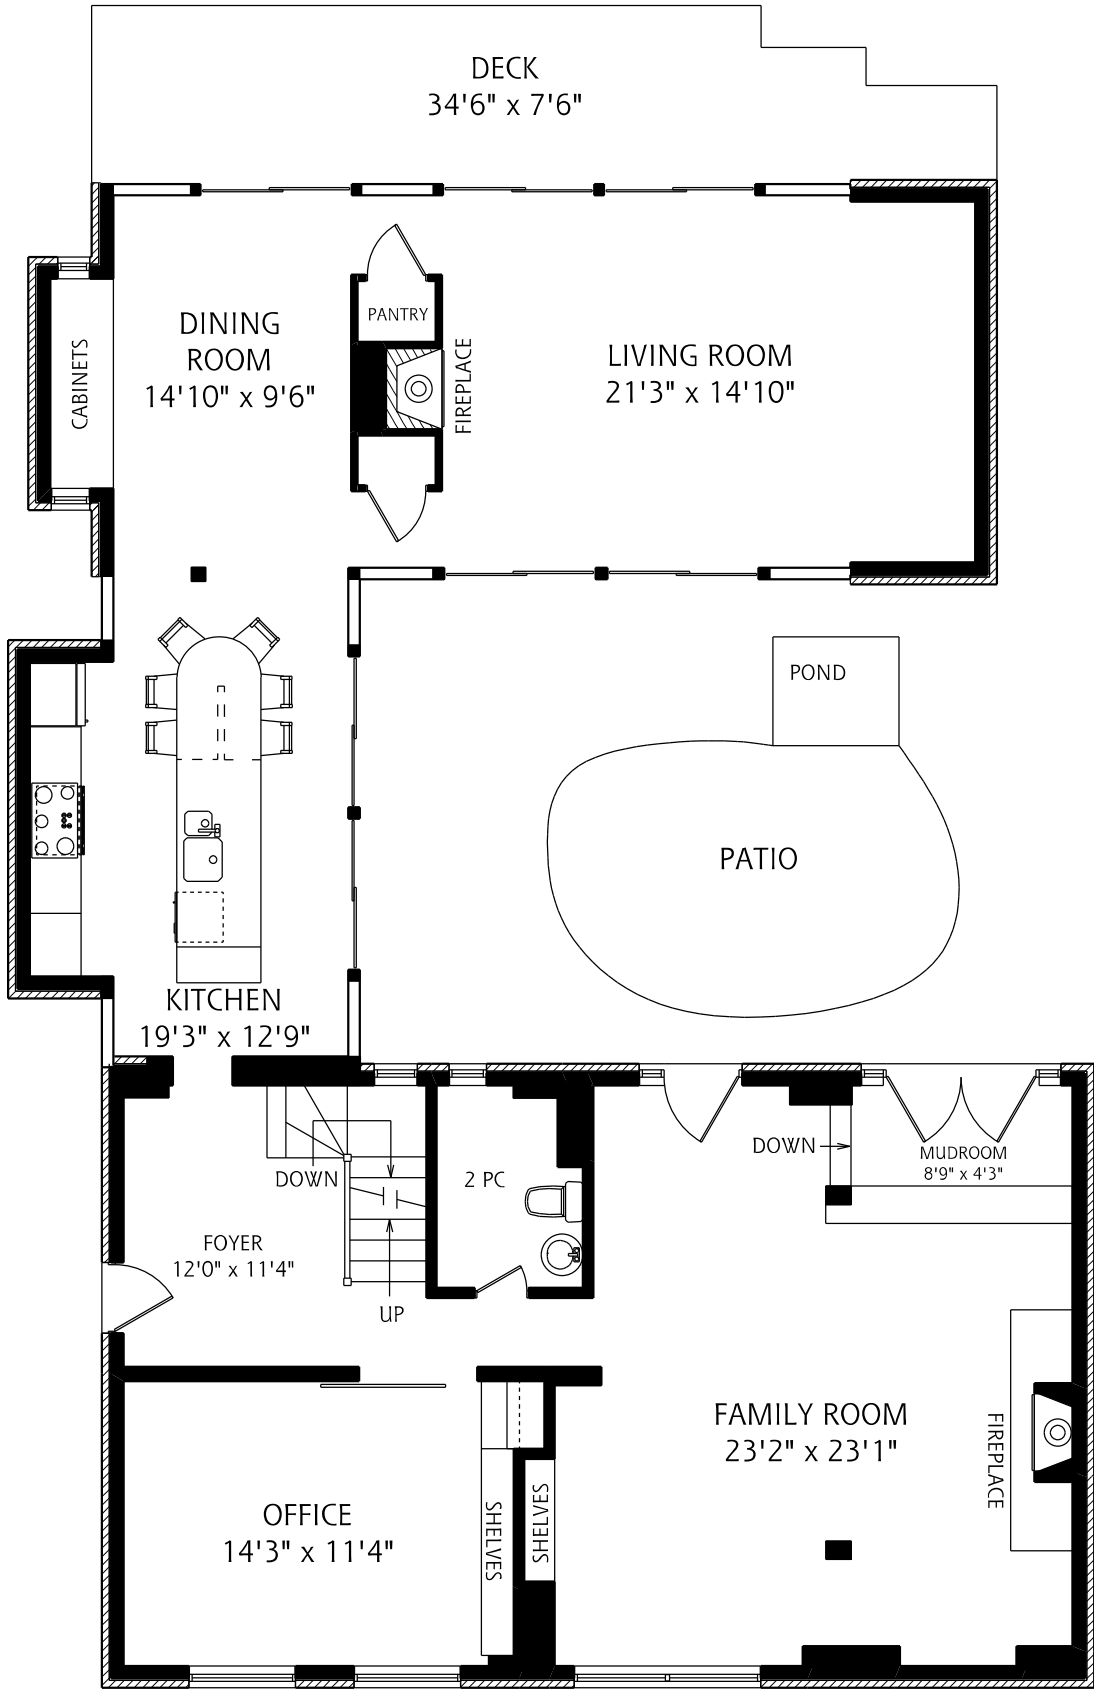 DECK
34'6" x 7'6"
DINING
ROOM
14'10" x 9'6"
CABINETS
PANTRY
FIREPLACE
LIVING ROOM
21'3" x 14'10"
POND
PATIO
KITCHEN
19'3" x 12'9"
DOWN
2 PC
DOWN
MUDROOM
8'9" x 4'3"
FOYER
12'0" x 11'4"
UP
FAMILY ROOM
23'2" x 23'1"
FIREPLACE
OFFICE
14'3" x 11'4"
SHELVES
SHELVES